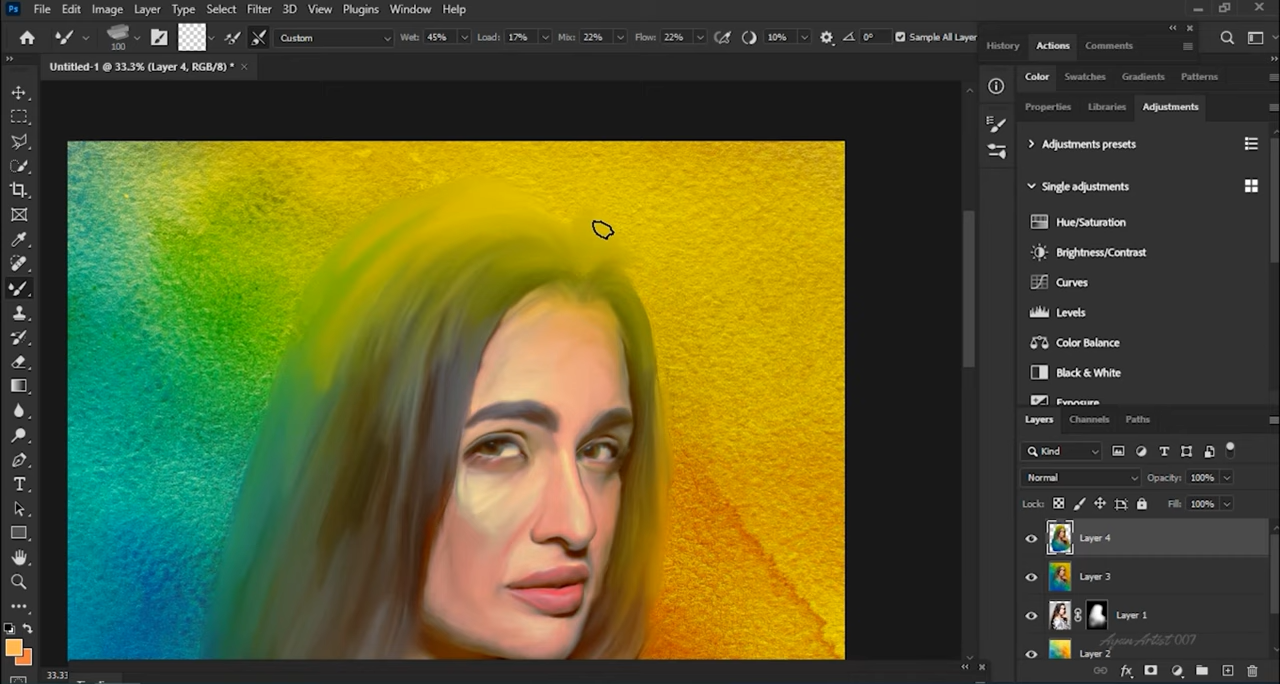 Ps File Edit Image Layer Type Select Filter 3D View Plugins Window Help
100 Custom Wet: 45% Load: 17% Mix: 22% Flow: 22% 10% 0° Sample All Layer
Untitled-1 @ 33.3% (Layer 4, RGB/8) * ×
History Actions Comments
Color Swatches Gradients Patterns
Properties Libraries Adjustments
Adjustments presets
Single adjustments
Hue/Saturation
Brightness/Contrast
Curves
Levels
Color Balance
Black & White
Exposure
Layers Channels Paths
Kind
Normal Opacity: 100%
Lock: Fill: 100%
Layer 4
Layer 3
Layer 1
Ayan Artist 007
Layer 2
33.33